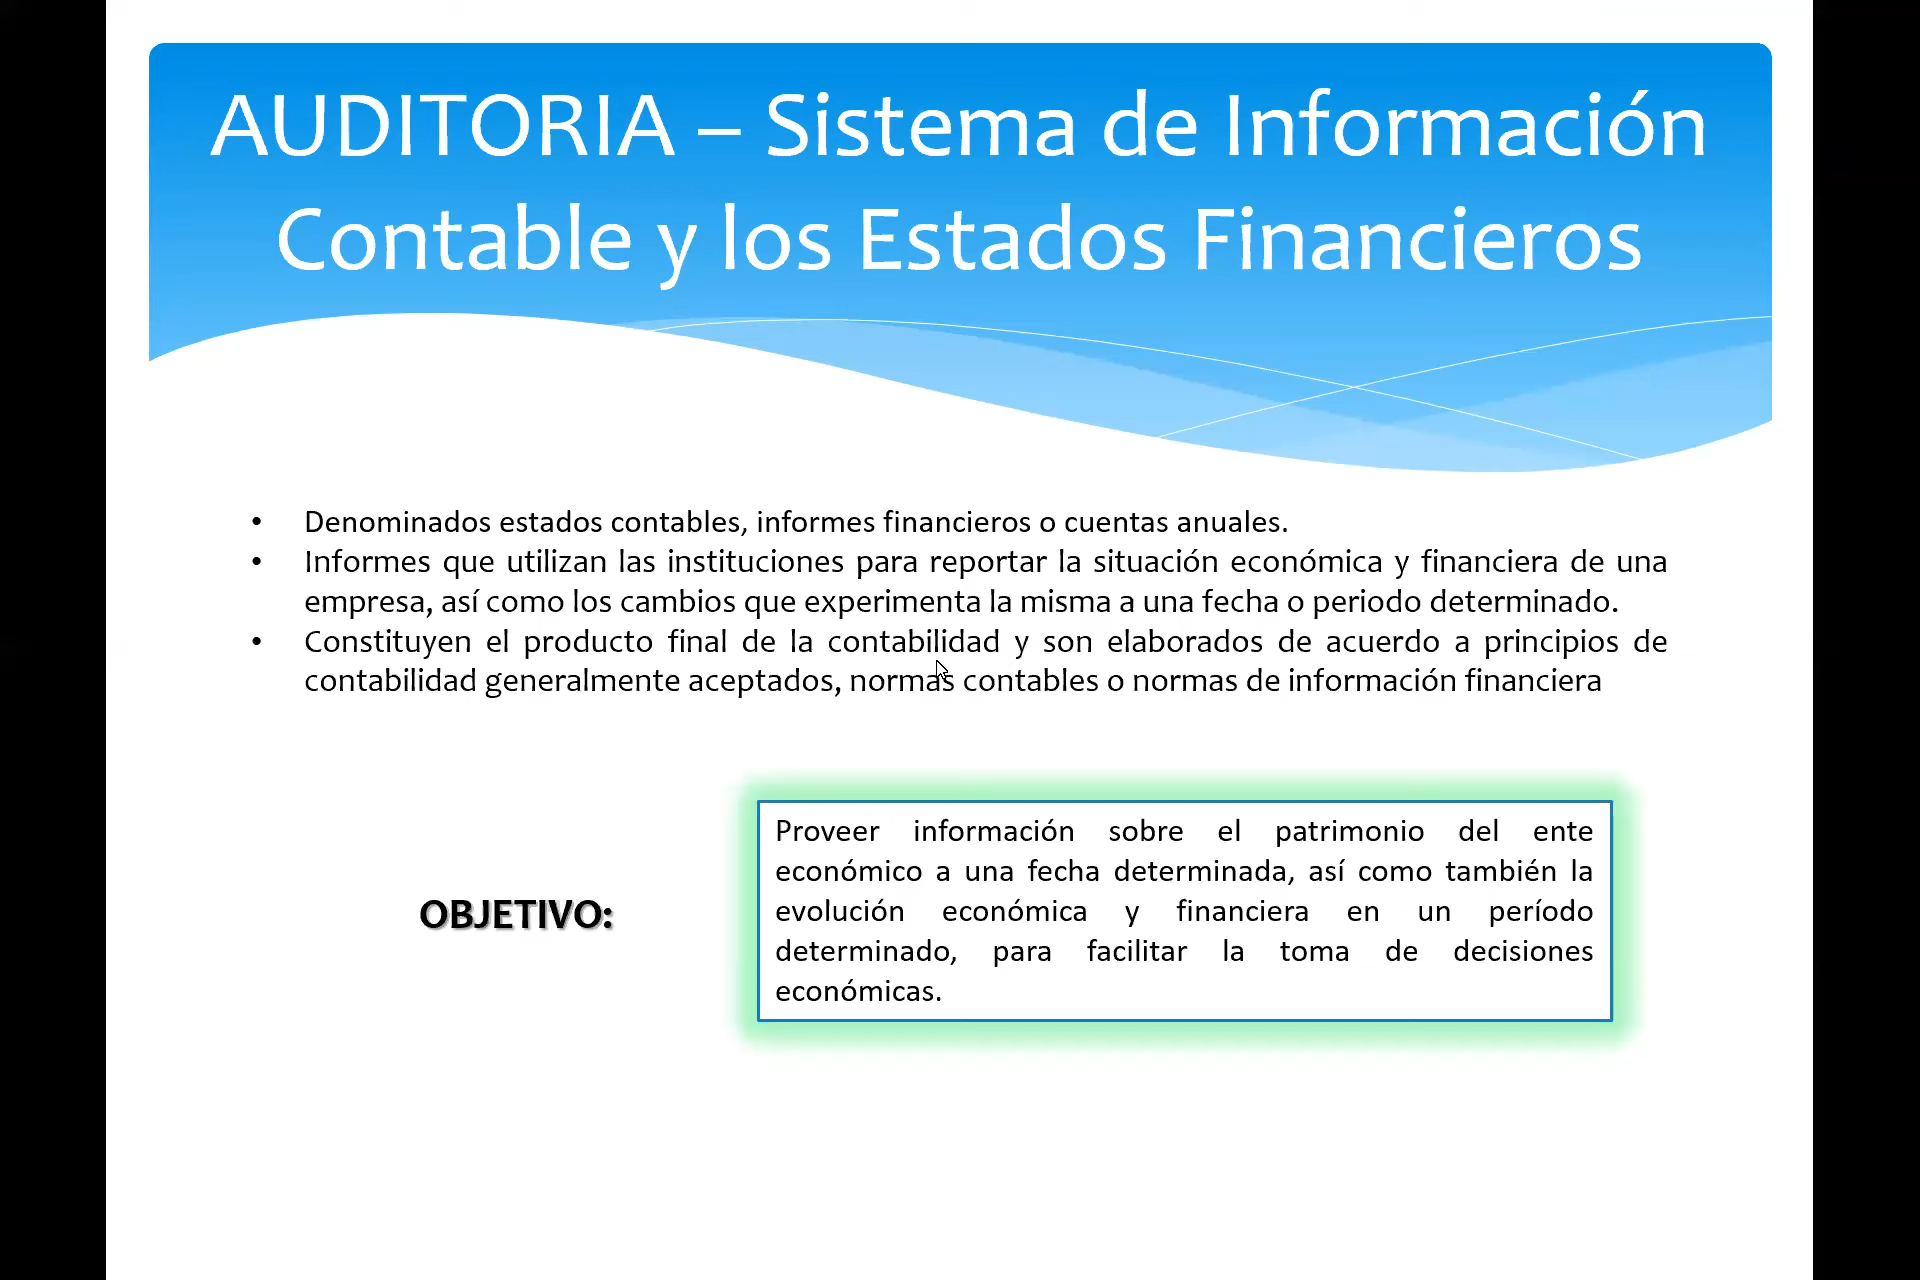 AUDITORIA – Sistema de Información
Contable y los Estados Financieros
• Denominados estados contables, informes financieros o cuentas anuales.
• Informes que utilizan las instituciones para reportar la situación económica y financiera de una
empresa, así como los cambios que experimenta la misma a una fecha o periodo determinado.
• Constituyen el producto final de la contabilidad y son elaborados de acuerdo a principios de
contabilidad generalmente aceptados, normas contables o normas de información financiera
OBJETIVO:
Proveer información sobre el patrimonio del ente
económico a una fecha determinada, así como también la
evolución económica y financiera en un período
determinado, para facilitar la toma de decisiones
económicas.